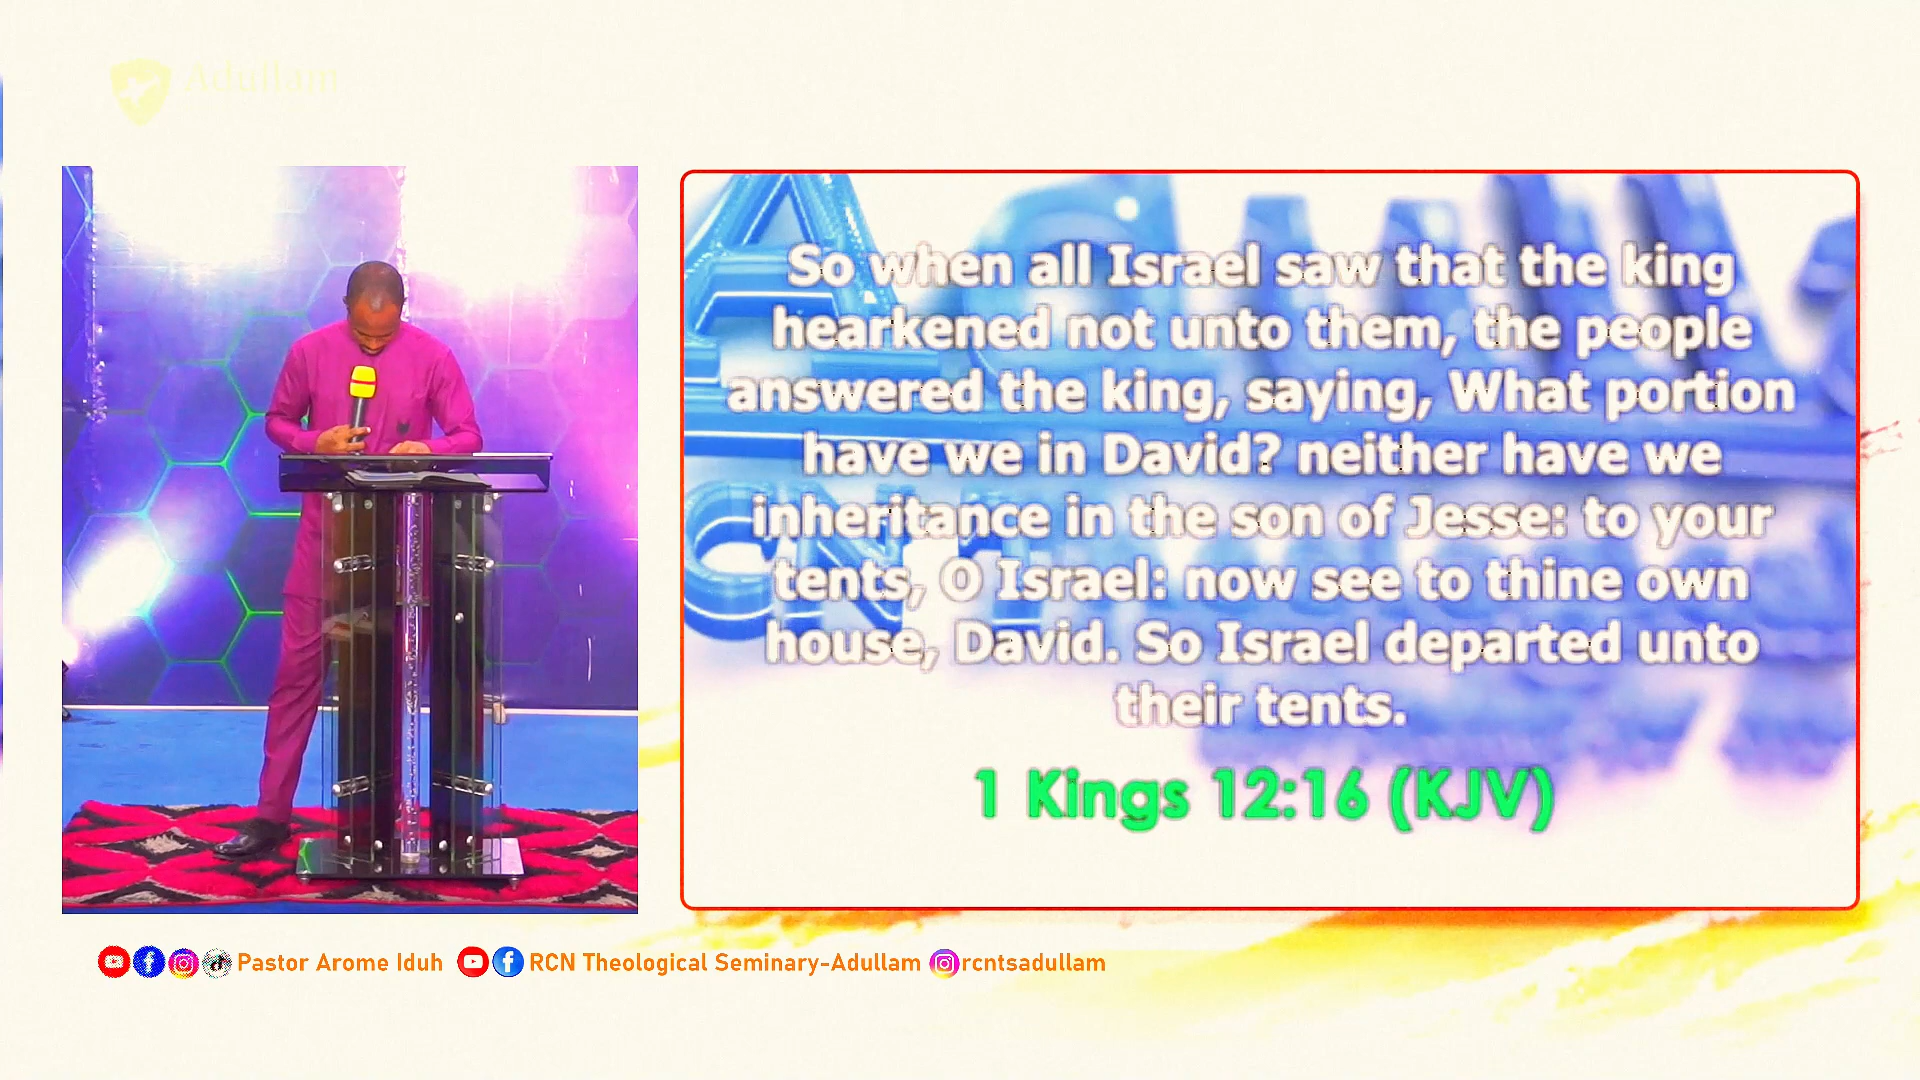 Adullam
So when all Israel saw that the king
hearkened not unto them, the people
answered the king, saying, What portion
have we in David? neither have we
inheritance in the son of Jesse: to your
tents, O Israel: now see to thine own
house, David. So Israel departed unto
their tents.
1 Kings 12:16 (KJV)
Pastor Arome Iduh RCN Theological Seminary-Adullam rcntsadullam